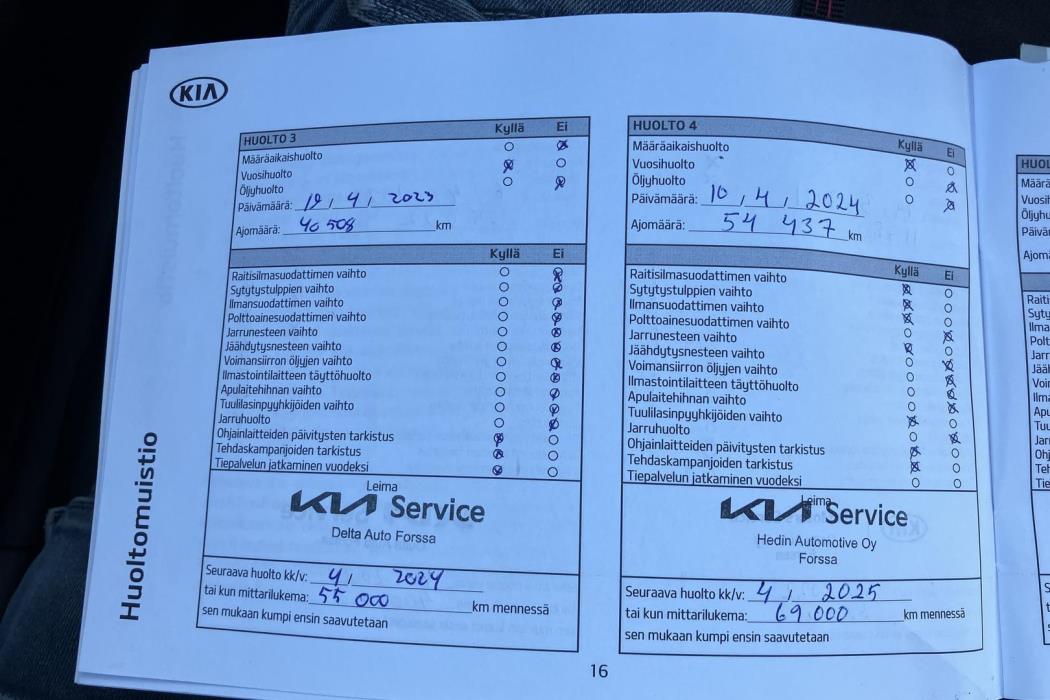 KIA
HUOLTO 3 Kyllä Ei
Määräaikaishuolto
Vuosihuolto
Öljyhuolto
Päivämäärä: 19, 4, 2023
Ajomäärä: 40 508 km
Kyllä Ei
Raitisilmasuodattimen vaihto
Sytytystulppien vaihto
Ilmansuodattimen vaihto
Polttoainesuodattimen vaihto
Jarrunesteen vaihto
Jäähdytysnesteen vaihto
Voimansiirron öljyjen vaihto
Ilmastointilaitteen täyttöhuolto
Apulaitehihnan vaihto
Tuulilasinpyyhkijöiden vaihto
Jarruhuolto
Ohjainlaitteiden päivitysten tarkistus
Tehdaskampanjoiden tarkistus
Tiepalvelun jatkaminen vuodeksi
Leima
KIA Service
Delta Auto Forssa
Seuraava huolto kk/v: 4, 2024
tai kun mittarilukema: 55 000 km mennessä
sen mukaan kumpi ensin saavutetaan
HUOLTO 4 Kyllä Ei
Määräaikaishuolto
Vuosihuolto
Öljyhuolto
Päivämäärä: 10, 4, 2024
Ajomäärä: 54 437 km
Kyllä Ei
Raitisilmasuodattimen vaihto
Sytytystulppien vaihto
Ilmansuodattimen vaihto
Polttoainesuodattimen vaihto
Jarrunesteen vaihto
Jäähdytysnesteen vaihto
Voimansiirron öljyjen vaihto
Ilmastointilaitteen täyttöhuolto
Apulaitehihnan vaihto
Tuulilasinpyyhkijöiden vaihto
Jarruhuolto
Ohjainlaitteiden päivitysten tarkistus
Tehdaskampanjoiden tarkistus
Tiepalvelun jatkaminen vuodeksi
Leima
KIA Service
Hedin Automotive Oy
Forssa
Seuraava huolto kk/v: 4, 2025
tai kun mittarilukema: 69 000 km mennessä
sen mukaan kumpi ensin saavutetaan
Huoltomuistio
16